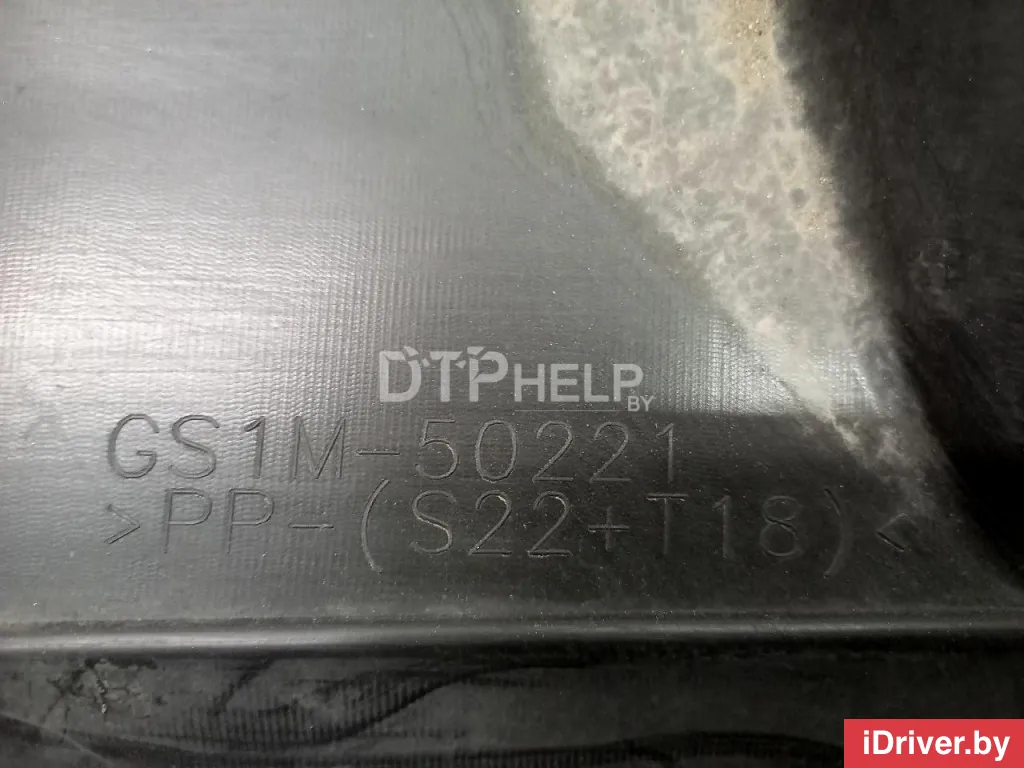 DTPHELP
BY
GS1M-50221
>PP-(S22+T18)<
iDriver.by